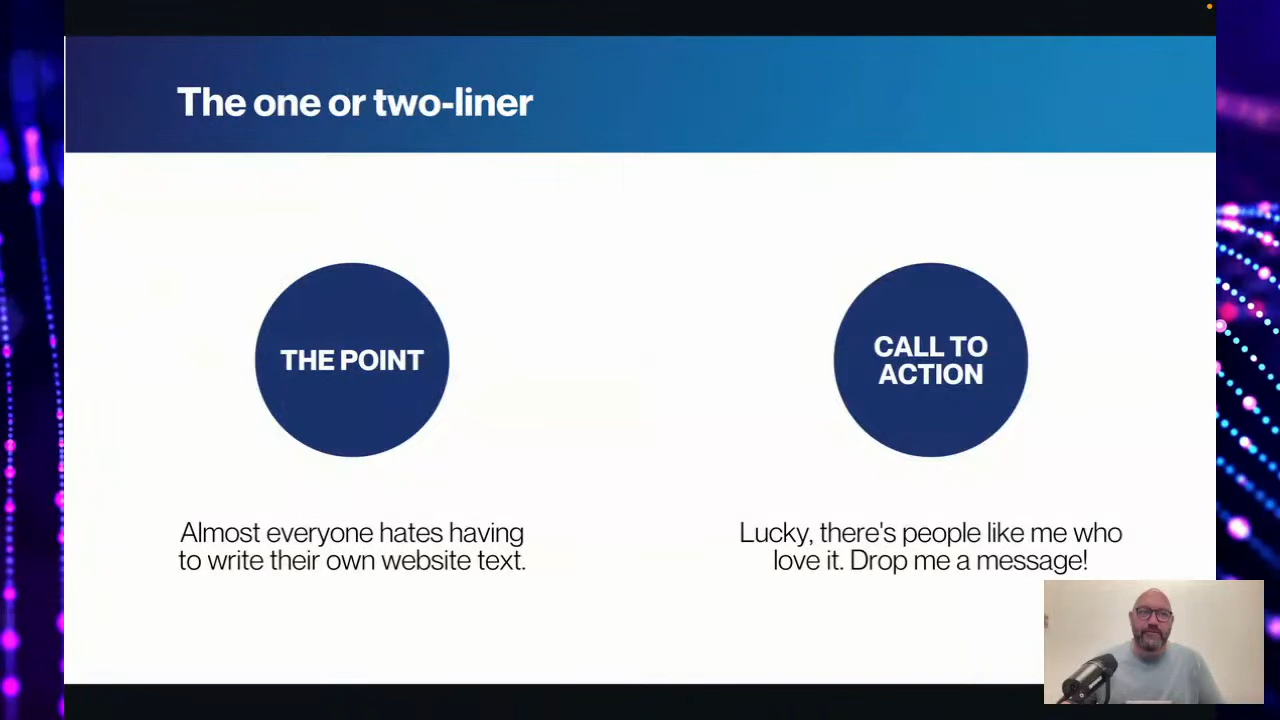 The one or two-liner
THE POINT
CALL TO
ACTION
Almost everyone hates having
to write their own website text.
Lucky, there's people like me who
love it. Drop me a message!